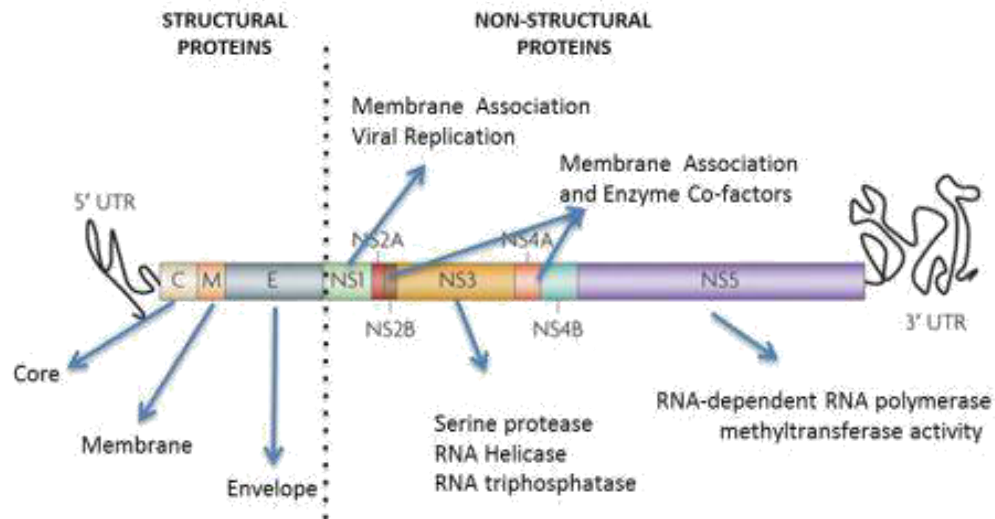 STRUCTURAL
PROTEINS
NON-STRUCTURAL
PROTEINS
Membrane Association
Viral Replication
Membrane Association
and Enzyme Co-factors
5' UTR
NS2A
NS4A
C
M
E
NS1
NS3
NS5
NS2B
NS4B
3' UTR
Core
Membrane
Envelope
Serine protease
RNA Helicase
RNA triphosphatase
RNA-dependent RNA polymerase
methyltransferase activity